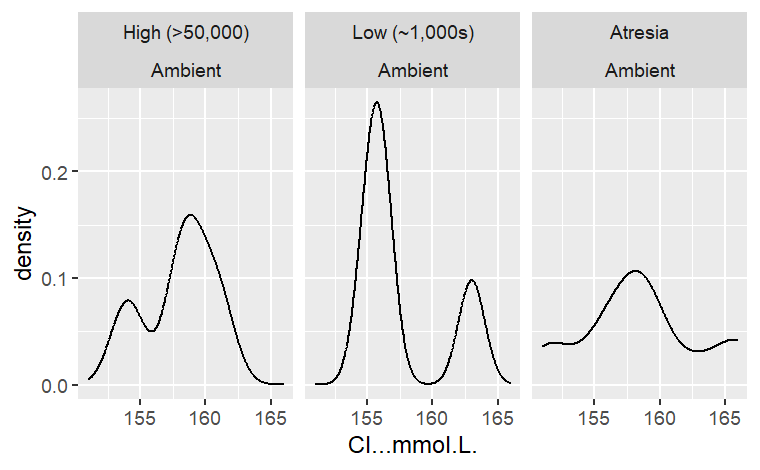 High (>50,000)
Low (~1,000s)
Atresia
Ambient
Ambient
Ambient
density
0.2
0.1
0.0
155
160
165
155
160
165
155
160
165
Cl...mmol.L.